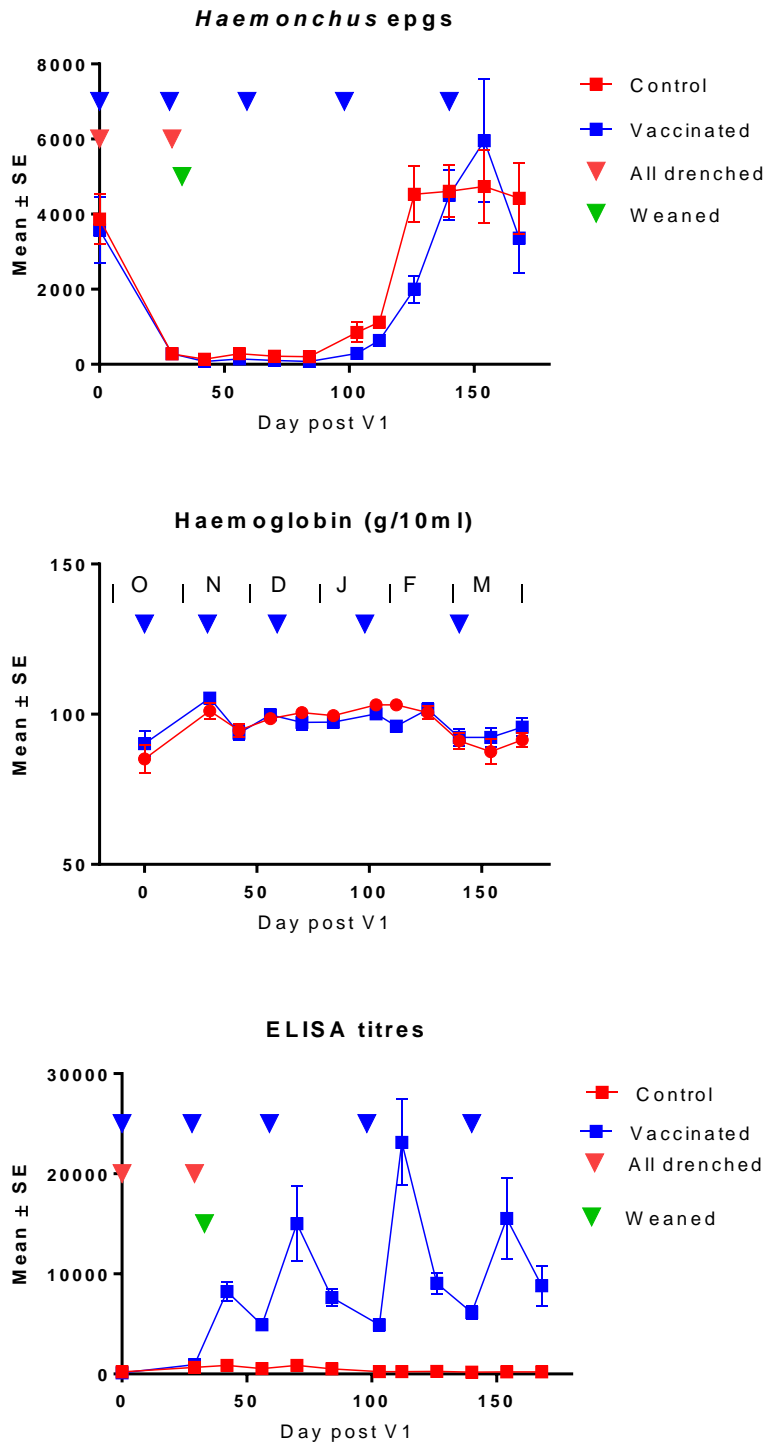 Haemonchus epgs
8000
6000
4000
2000
0
Mean ± SE
0 50 100 150
Day post V1
Control
Vaccinated
All drenched
Weaned
Haemoglobin (g/10ml)
150
100
50
Mean ± SE
| O | N | D | J | F | M |
0 50 100 150
Day post V1
ELISA titres
30000
20000
10000
0
Mean ± SE
0 50 100 150
Day post V1
Control
Vaccinated
All drenched
Weaned